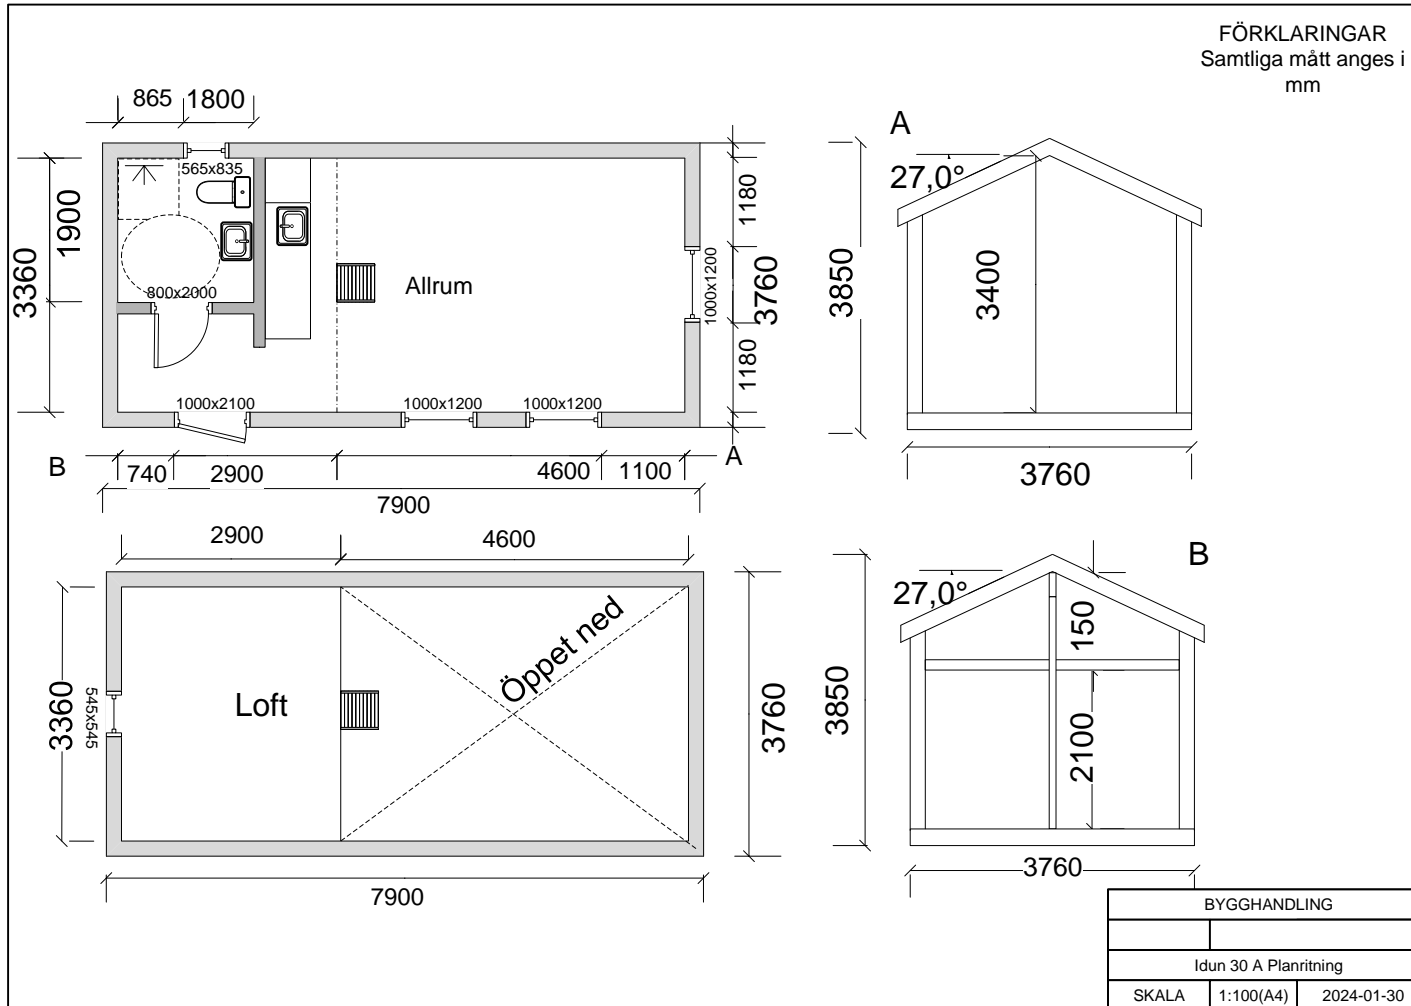 FÖRKLARINGAR
Samtliga mått anges i
mm
865
1800
565x835
1900
3360
800x2000
Allrum
1180
1000x1200
3760
1180
1000x2100
1000x1200
1000x1200
B
740
2900
4600
1100
A
7900
A
27,0°
3850
3400
3760
2900
4600
Öppet ned
Loft
3360
545x545
3760
7900
B
27,0°
150
3850
2100
3760
BYGGHANDLING
Idun 30 A Planritning
SKALA
1:100(A4)
2024-01-30